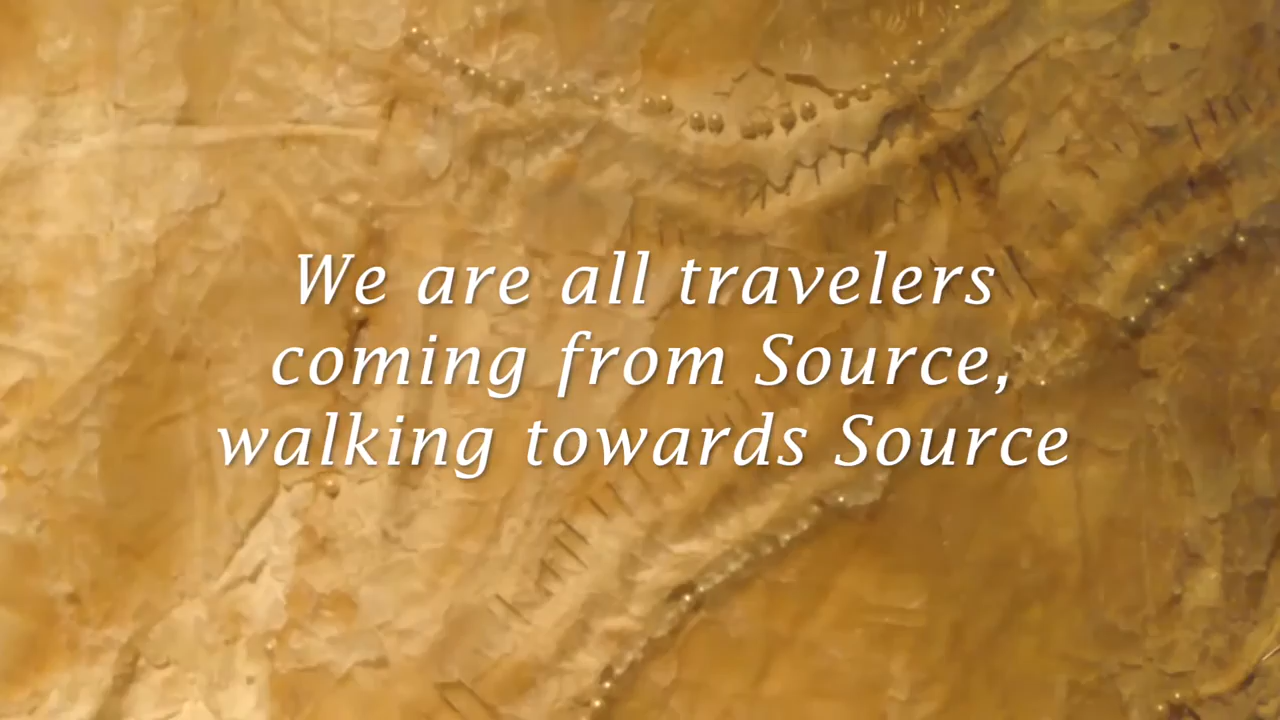 We are all travelers
coming from Source,
walking towards Source